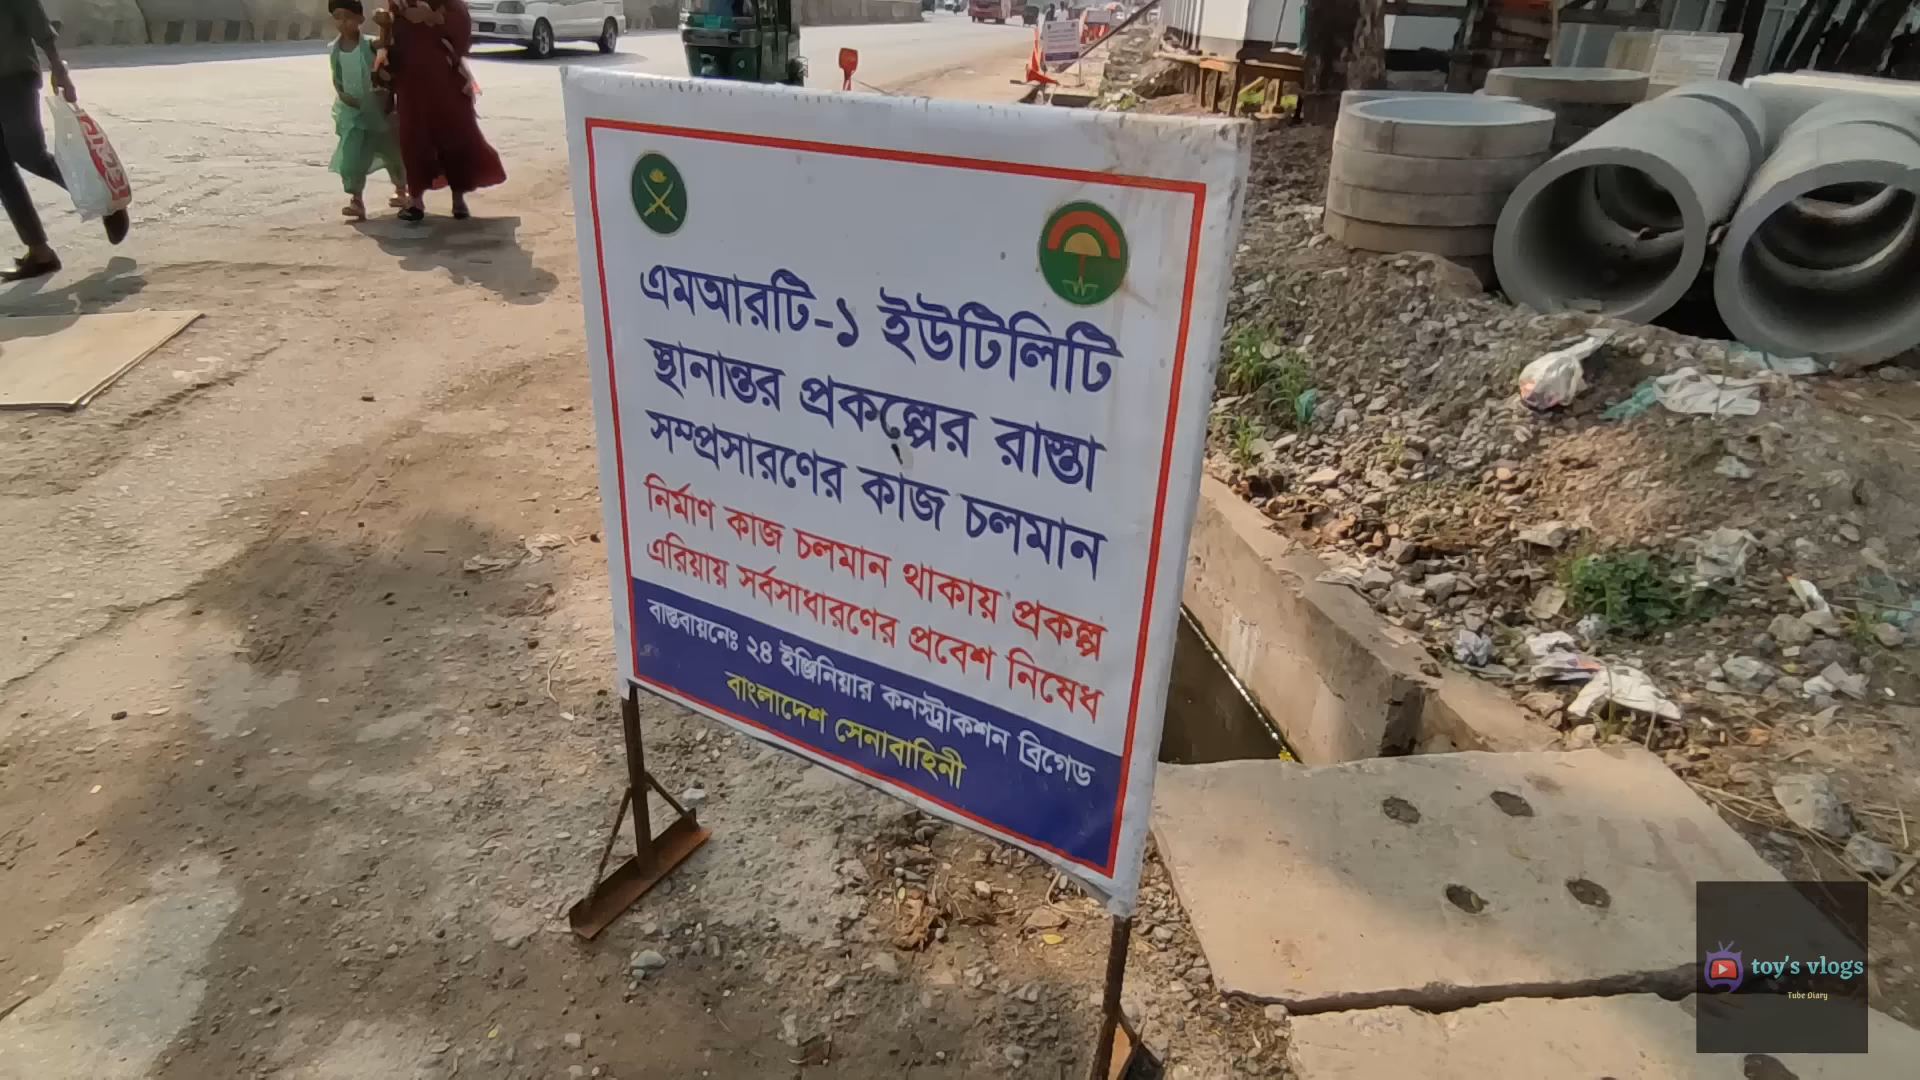 এমআরটি-১ ইউটিলিটি
স্থানান্তর প্রকল্পের রাস্তা
সম্প্রসারণের কাজ চলমান
নির্মাণ কাজ চলমান থাকায় প্রকল্প
এরিয়ায় সর্বসাধারণের প্রবেশ নিষেধ
বাস্তবায়নেঃ ২৪ ইঞ্জিনিয়ার কনস্ট্রাকশন ব্রিগেড
বাংলাদেশ সেনাবাহিনী
toy's vlogs
Tube Diary